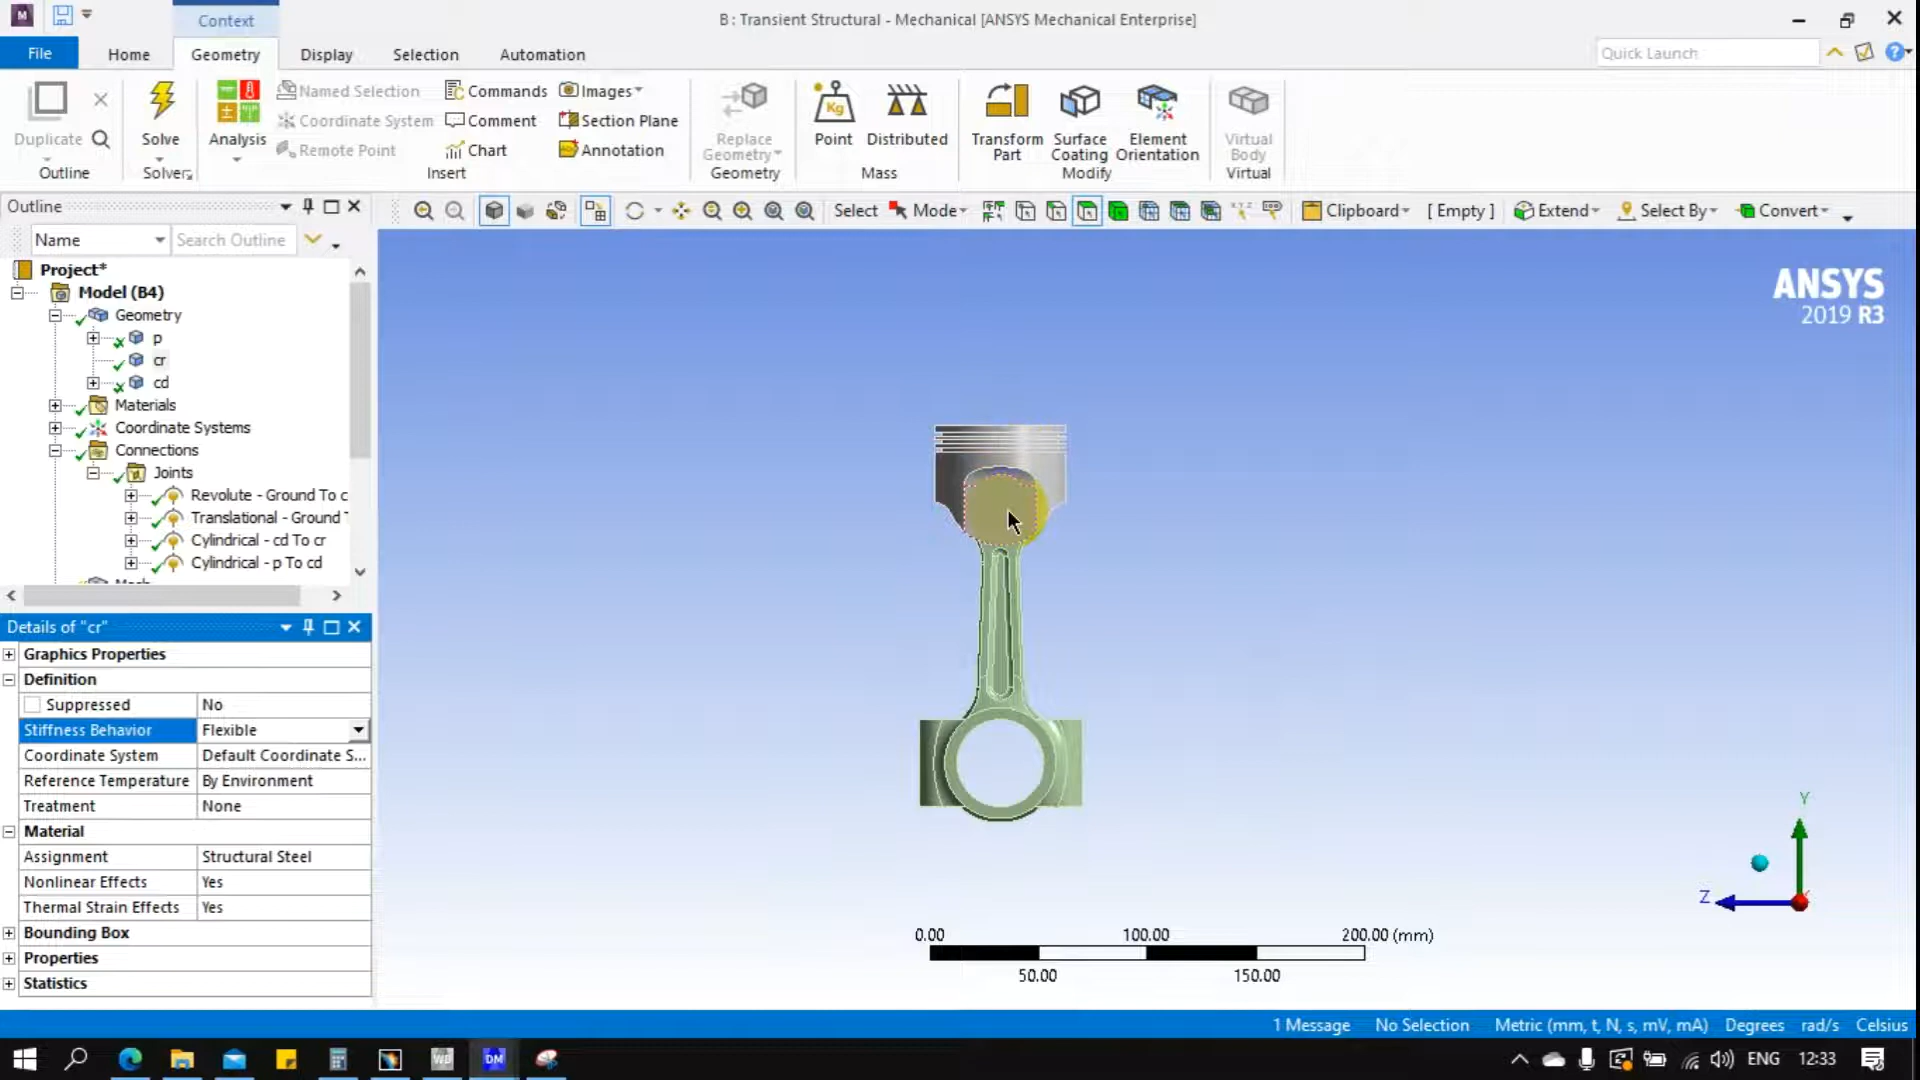 M
Context
B : Transient Structural - Mechanical [ANSYS Mechanical Enterprise]
File
Home
Geometry
Display
Selection
Automation
Quick Launch
Duplicate
Outline
Solve
Solver
Analysis
Named Selection
Coordinate System
Remote Point
Commands
Comment
Chart
Images
Section Plane
Annotation
Insert
Replace Geometry
Geometry
Kg
Point
Distributed
Mass
Transform Part
Surface Coating
Element Orientation
Modify
Virtual Body
Virtual
Outline
Select
Mode
Clipboard
[ Empty ]
Extend
Select By
Convert
Name
Search Outline
Project*
Model (B4)
Geometry
p
cr
cd
Materials
Coordinate Systems
Connections
Joints
Revolute - Ground To c
Translational - Ground
Cylindrical - cd To cr
Cylindrical - p To cd
Details of "cr"
Graphics Properties
Definition
Suppressed No
Stiffness Behavior Flexible
Coordinate System Default Coordinate S...
Reference Temperature By Environment
Treatment None
Material
Assignment Structural Steel
Nonlinear Effects Yes
Thermal Strain Effects Yes
Bounding Box
Properties
Statistics
ANSYS
2019 R3
Y
Z
0.00 100.00 200.00 (mm)
50.00 150.00
1 Message No Selection Metric (mm, t, N, s, mV, mA) Degrees rad/s Celsius
WB
DM
ENG
12:33